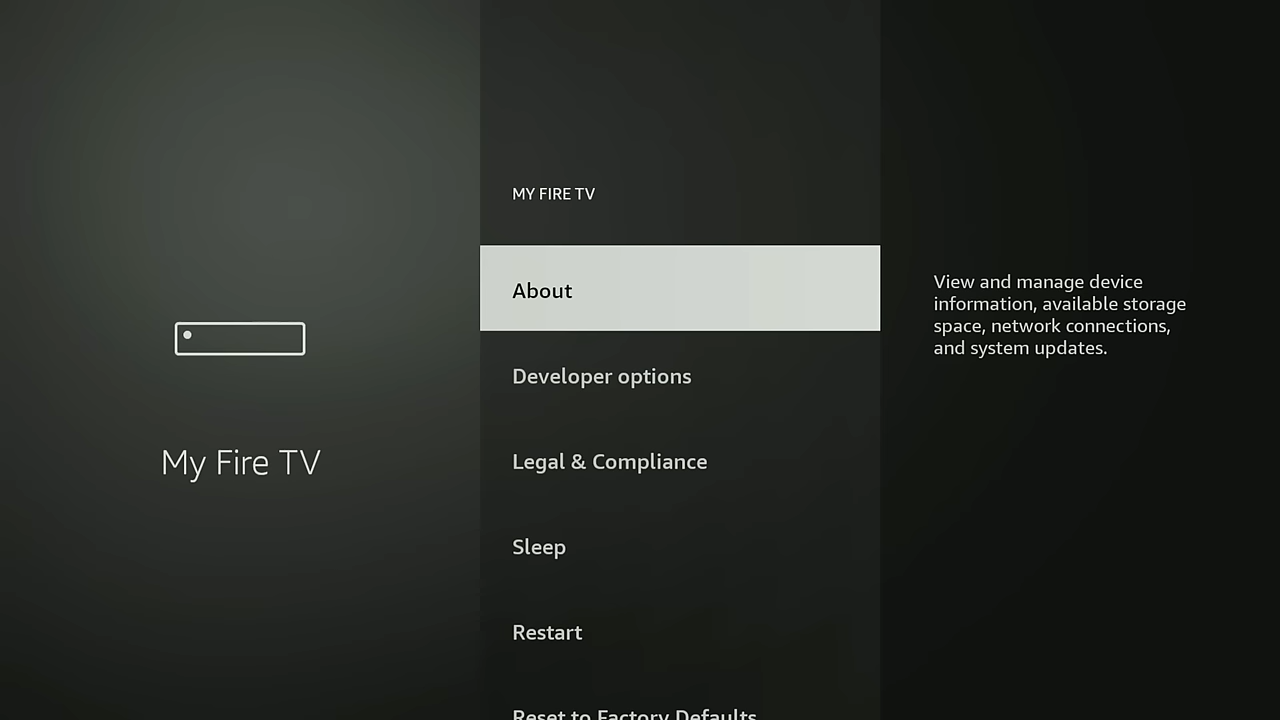 MY FIRE TV
About
View and manage device
information, available storage
space, network connections,
and system updates.
Developer options
Legal & Compliance
My Fire TV
Sleep
Restart
Reset to Factory Defaults